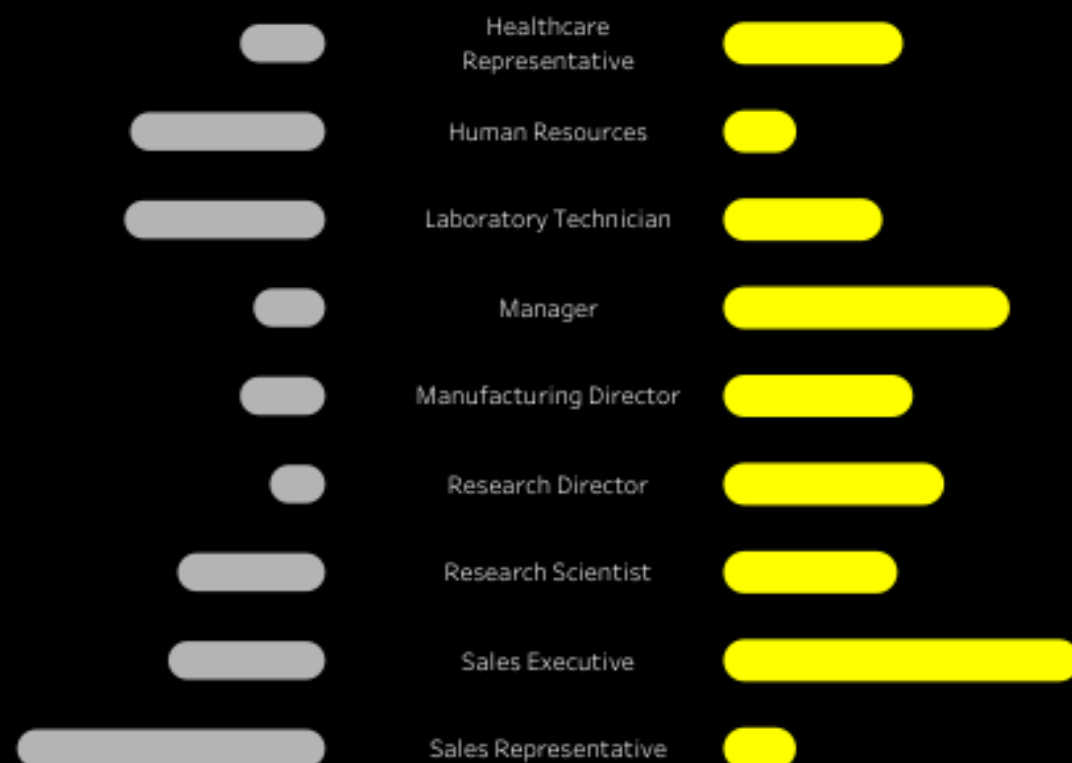 Healthcare
Representative
Human Resources
Laboratory Technician
Manager
Manufacturing Director
Research Director
Research Scientist
Sales Executive
Sales Representative